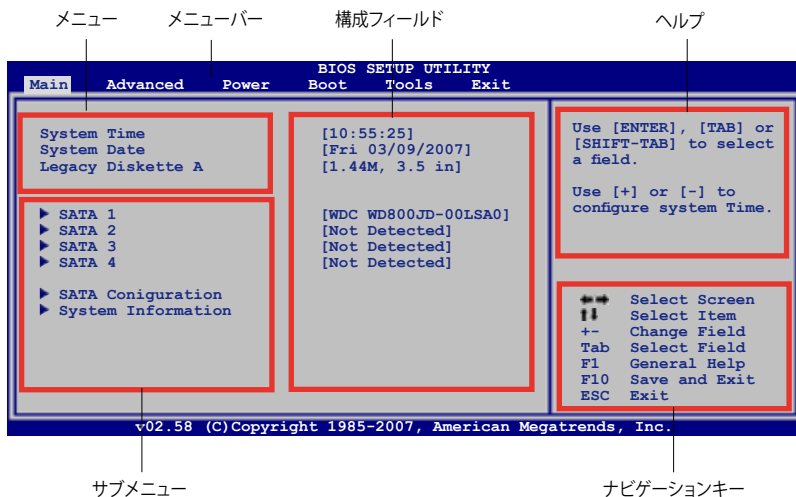 メニュー メニューバー 構成フィールド ヘルプ
BIOS SETUP UTILITY
Main Advanced Power Boot Tools Exit
System Time [10:55:25]
System Date [Fri 03/09/2007]
Legacy Diskette A [1.44M, 3.5 in]
SATA 1 [WDC WD800JD-00LSA0]
SATA 2 [Not Detected]
SATA 3 [Not Detected]
SATA 4 [Not Detected]
SATA Coniguration
System Information
Use [ENTER], [TAB] or
[SHIFT-TAB] to select
a field.
Use [+] or [-] to
configure system Time.
←→ Select Screen
↑↓ Select Item
+- Change Field
Tab Select Field
F1 General Help
F10 Save and Exit
ESC Exit
v02.58 (C)Copyright 1985-2007, American Megatrends, Inc.
サブメニュー ナビゲーションキー